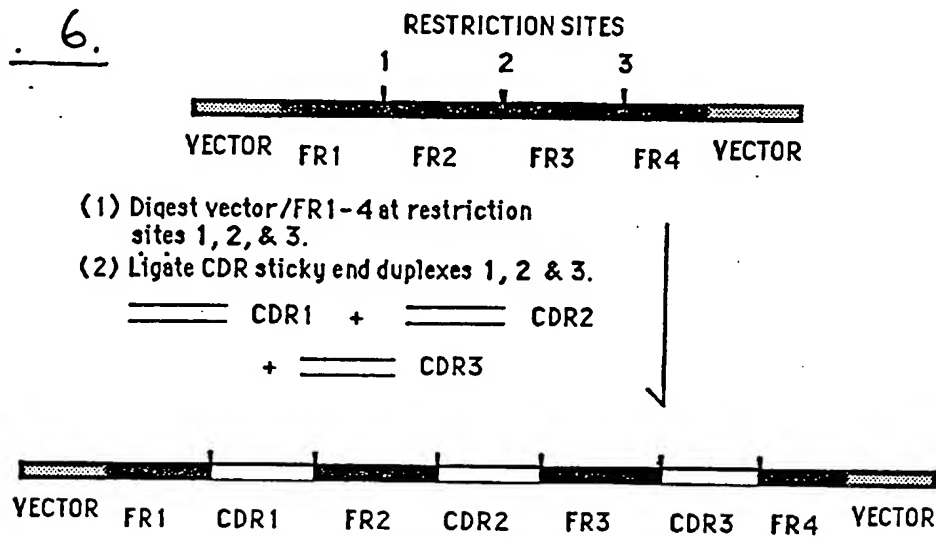 . 6.
RESTRICTION SITES
1 2 3
VECTOR FR1 FR2 FR3 FR4 VECTOR
(1) Digest vector/FR1-4 at restriction
sites 1, 2, & 3.
(2) Ligate CDR sticky end duplexes 1, 2 & 3.
CDR1 + CDR2
+ CDR3
VECTOR FR1 CDR1 FR2 CDR2 FR3 CDR3 FR4 VECTOR